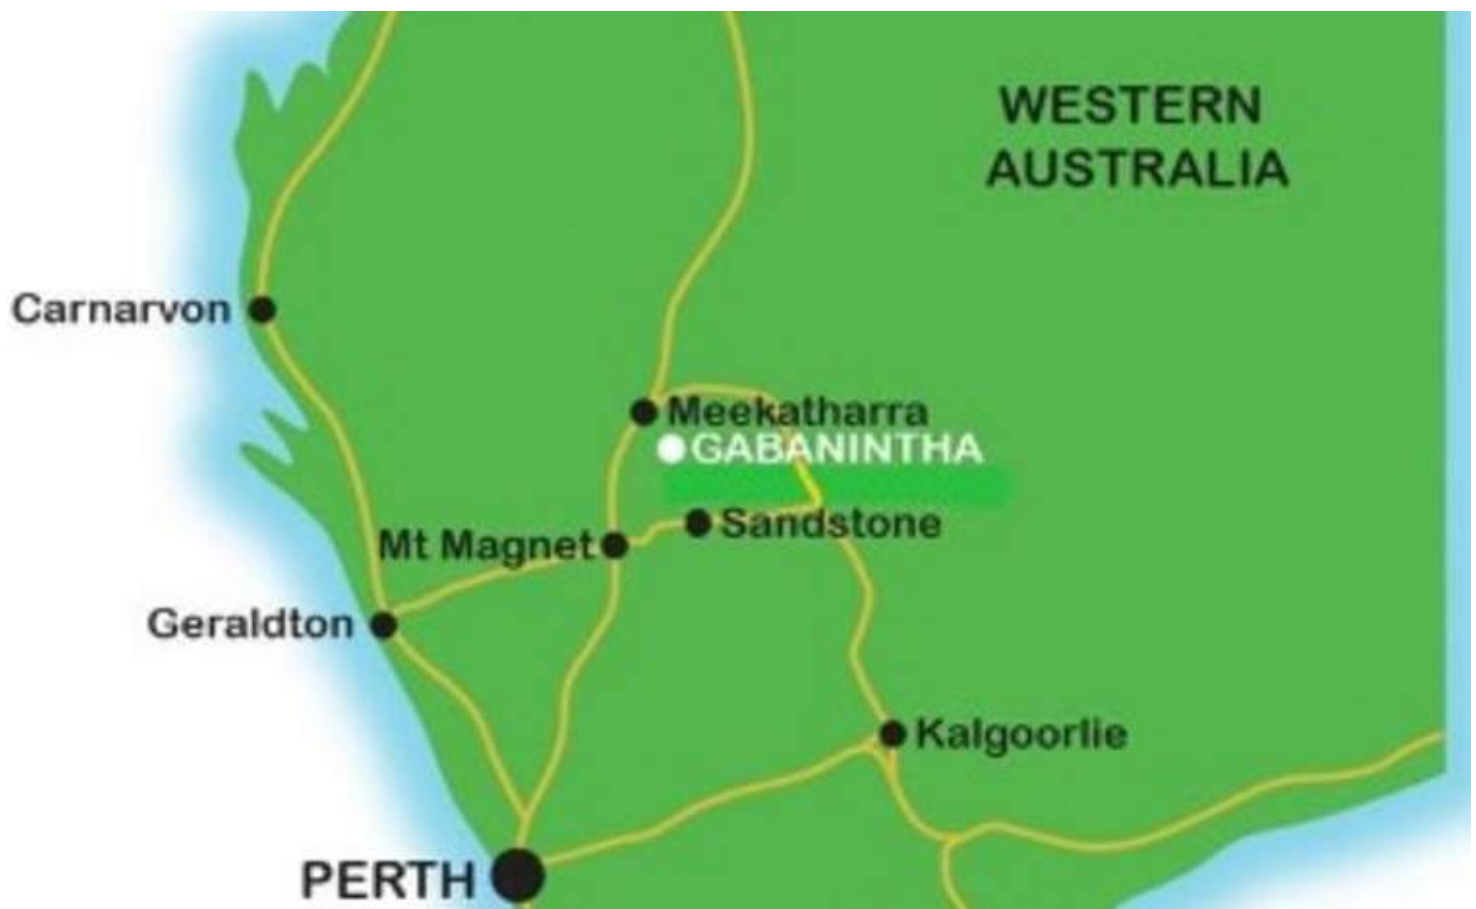 WESTERN
AUSTRALIA
Carnarvon
Meekatharra
GABANINTHA
Sandstone
Mt Magnet
Geraldton
Kalgoorlie
PERTH